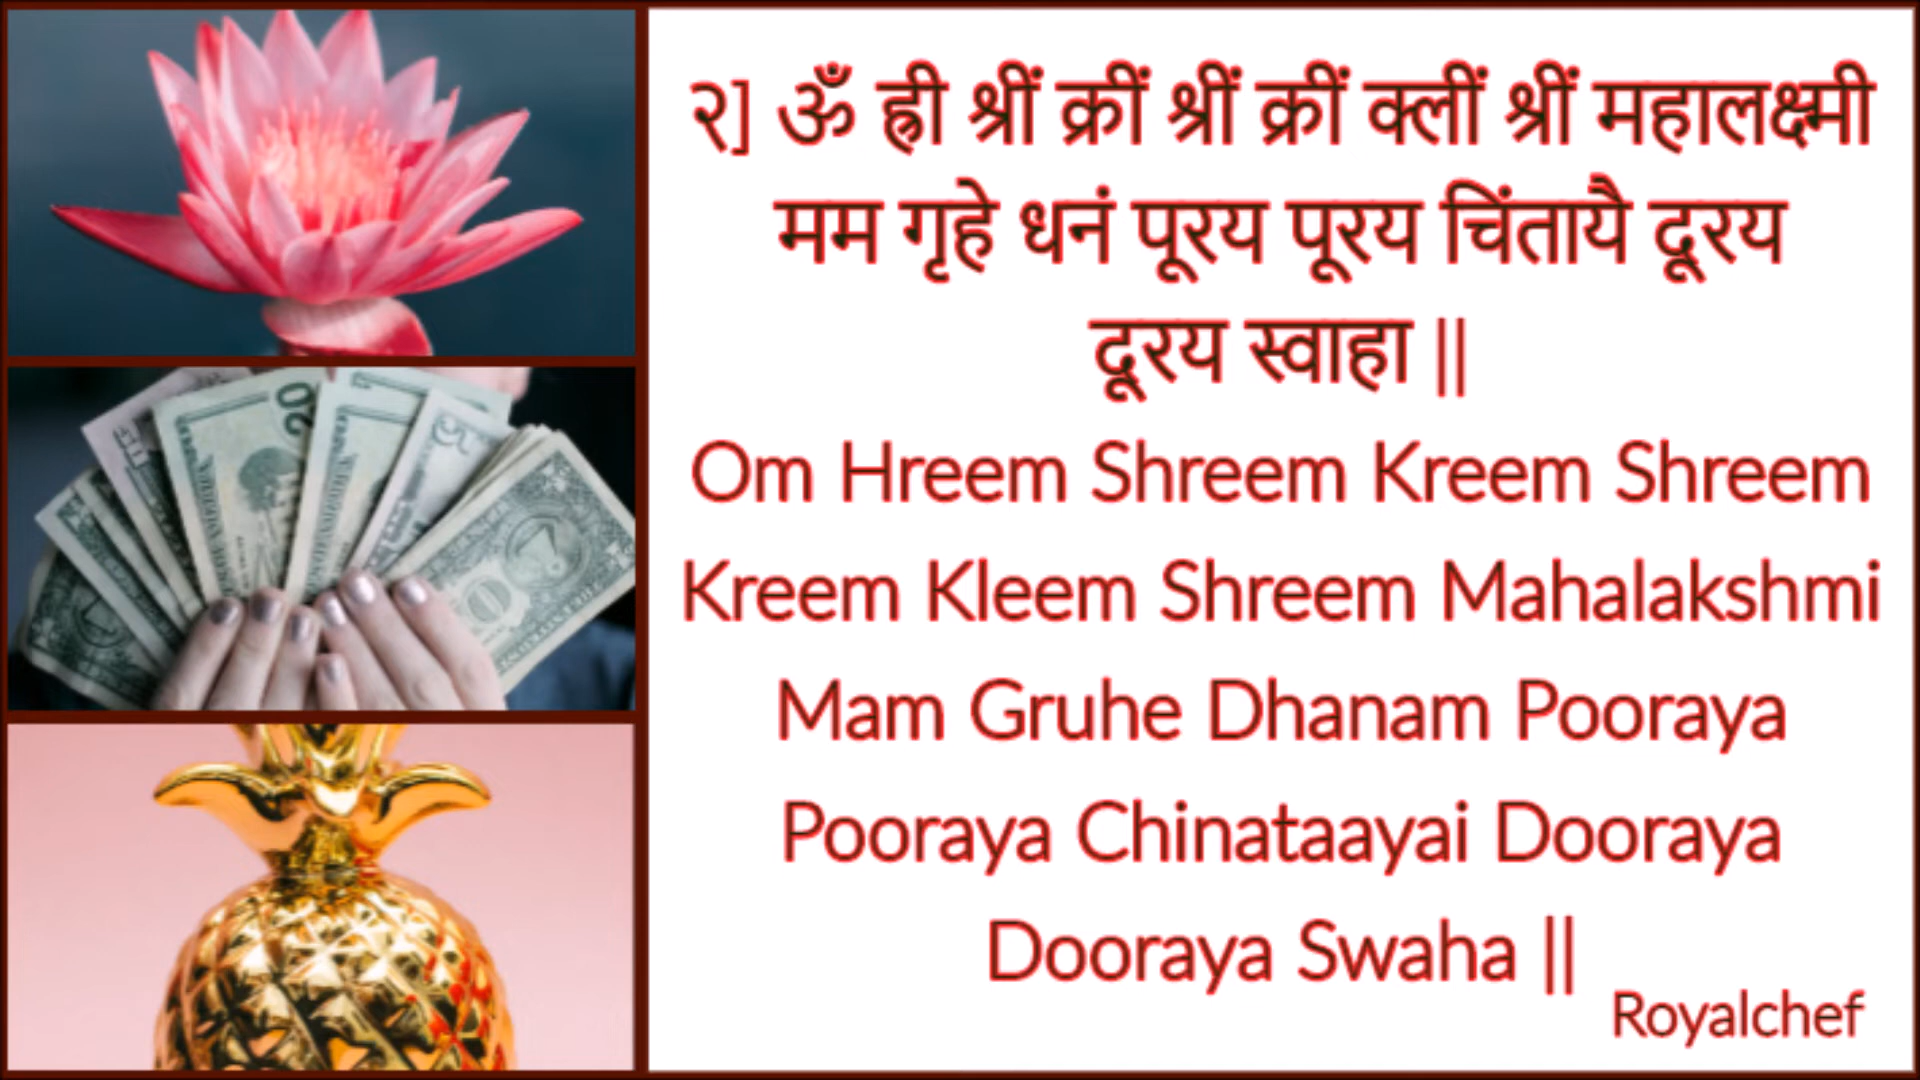 २] ॐ ह्री श्रीं क्रीं श्रीं क्रीं क्लीं श्रीं महालक्ष्मी
मम गृहे धनं पूरय पूरय चिंतायै दूरय
दूरय स्वाहा ||
Om Hreem Shreem Kreem Shreem
Kreem Kleem Shreem Mahalakshmi
Mam Gruhe Dhanam Pooraya
Pooraya Chinataayai Dooraya
Dooraya Swaha ||
Royalchef
20